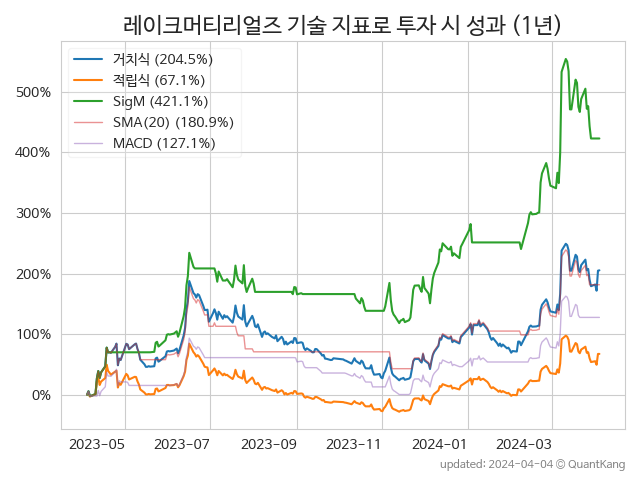 레이크머티리얼즈 기술 지표로 투자 시 성과 (1년)
거치식 (204.5%)
적립식 (67.1%)
SigM (421.1%)
SMA(20) (180.9%)
MACD (127.1%)
500%
400%
300%
200%
100%
0%
2023-05 2023-07 2023-09 2023-11 2024-01 2024-03
updated: 2024-04-04 @ QuantKang